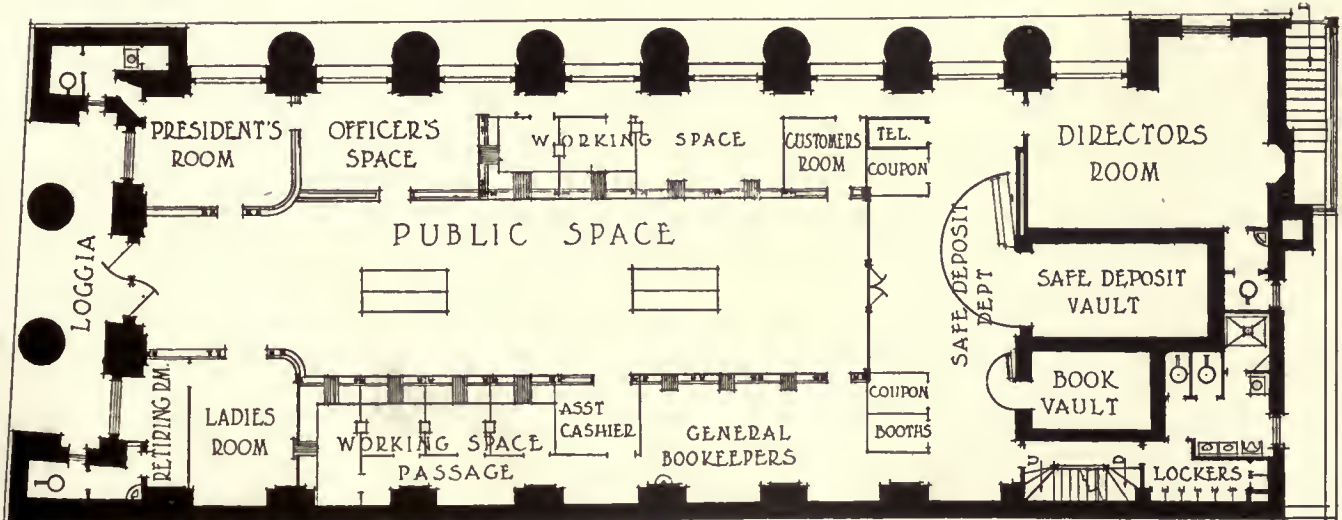 PRESIDENT'S
ROOM
OFFICER'S
SPACE
WORKING SPACE
CUSTOMERS
ROOM
TEL.
COUPON
DIRECTORS
ROOM
PUBLIC SPACE
LOGGIA
SAFE DEPOSIT
DEPT
SAFE DEPOSIT
VAULT
BOOK
VAULT
RETIRING RM.
LADIES
ROOM
WORKING SPACE
PASSAGE
ASST
CASHIER
GENERAL
BOOKEEPERS
COUPON
BOOTHS
U
D
LOCKERS